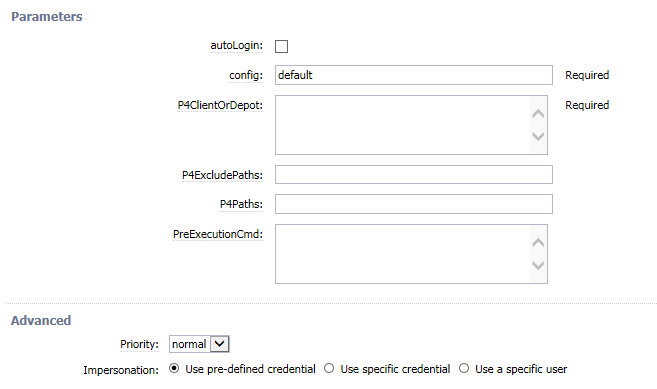 Parameters
autoLogin:
config: default Required
P4ClientOrDepot: Required
P4ExcludePaths:
P4Paths:
PreExecutionCmd:
Advanced
Priority: normal
Impersonation: Use pre-defined credential Use specific credential Use a specific user